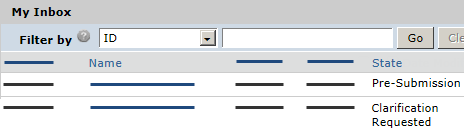 My Inbox
Filter by ? ID Go Cle
Name State
Pre-Submission
Clarification
Requested